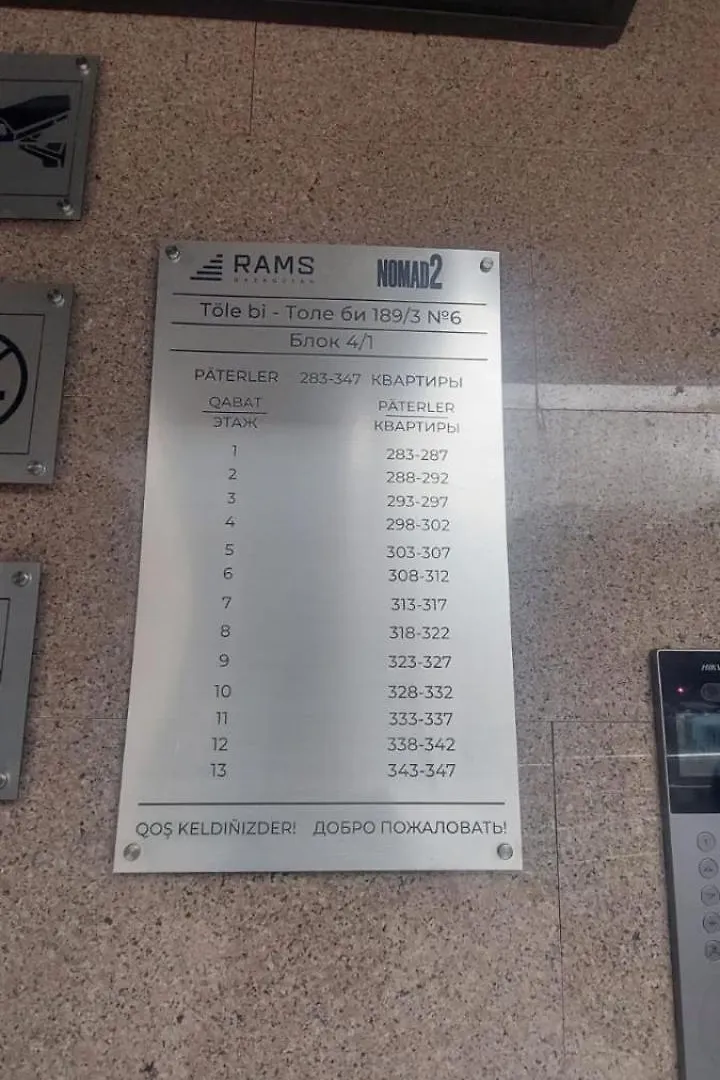 RAMS NOMAD2
KAZAKHSTAN
Töle bi - Толе би 189/3 №6
Блок 4/1
PÄTERLER 283-347 КВАРТИРЫ
QABAT PÄTERLER
ЭТАЖ КВАРТИРЫ
1 283-287
2 288-292
3 293-297
4 298-302
5 303-307
6 308-312
7 313-317
8 318-322
9 323-327
10 328-332
11 333-337
12 338-342
13 343-347
QOŞ KELDIÑIZDER! ДОБРО ПОЖАЛОВАТЬ!